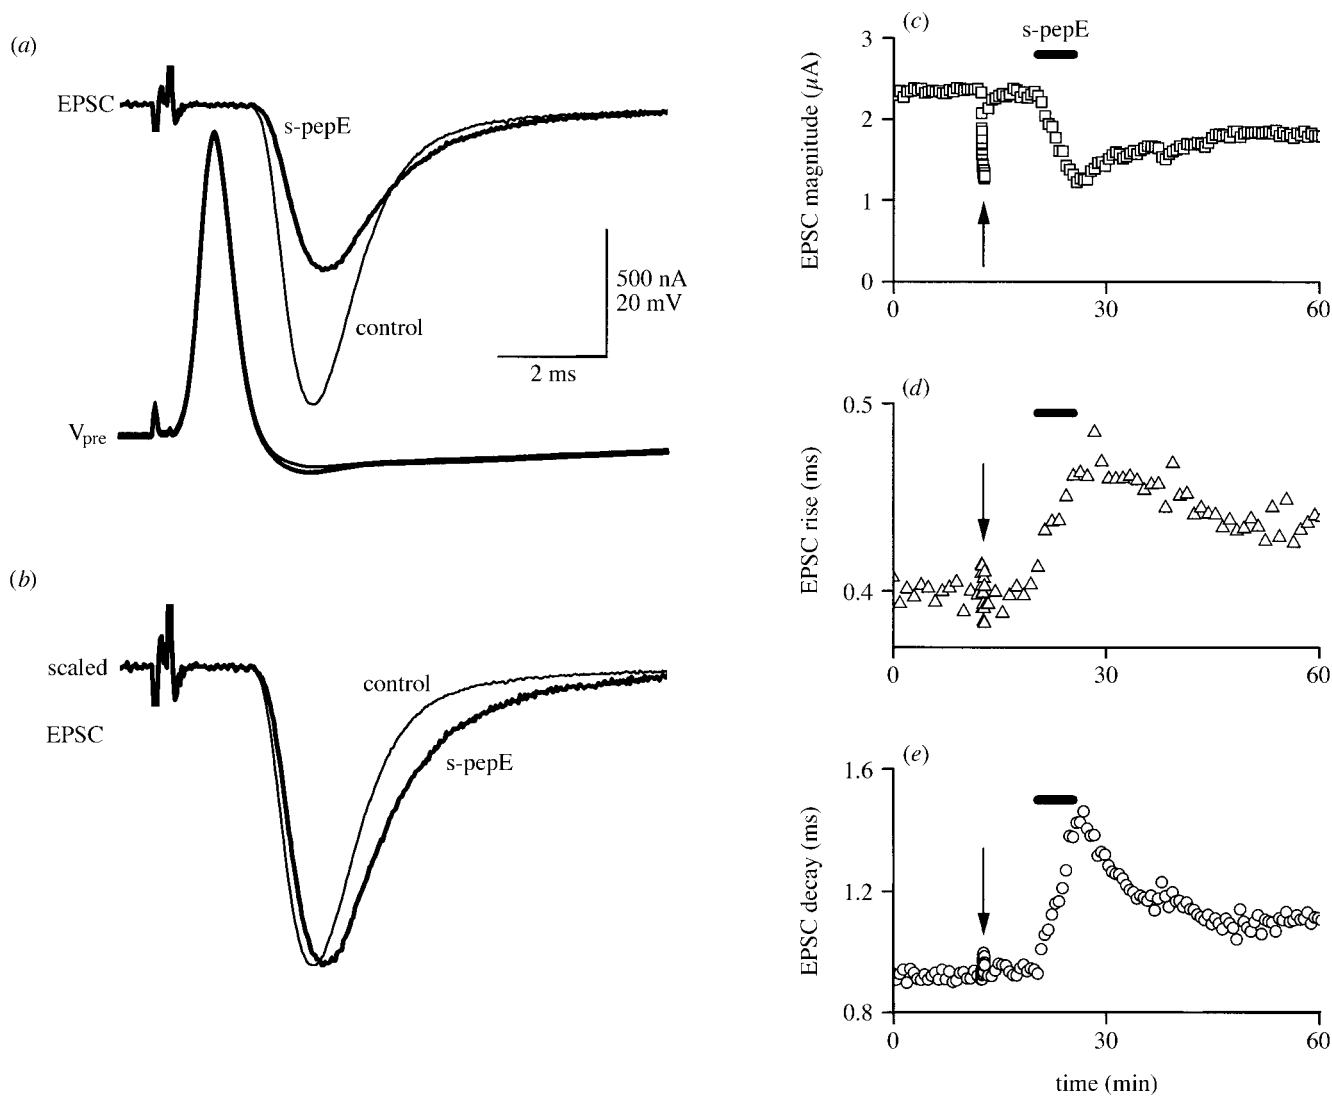 (a)
EPSC
s-pepE
control
500 nA
20 mV
2 ms
Vpre
(b)
scaled
EPSC
control
s-pepE
(c)
s-pepE
EPSC magnitude (μA)
3
2
1
0
0 30 60
(d)
EPSC rise (ms)
0.5
0.4
0 30 60
(e)
EPSC decay (ms)
1.6
1.2
0.8
0 30 60
time (min)